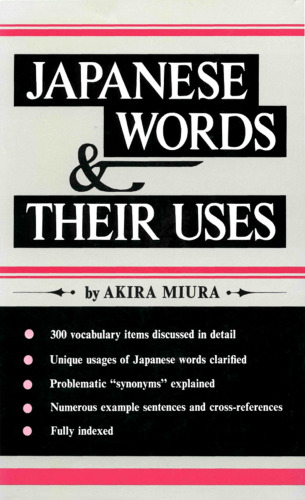 JAPANESE
WORDS
&
THEIR USES
by AKIRA MIURA
300 vocabulary items discussed in detail
Unique usages of Japanese words clarified
Problematic “synonyms” explained
Numerous example sentences and cross-references
Fully indexed